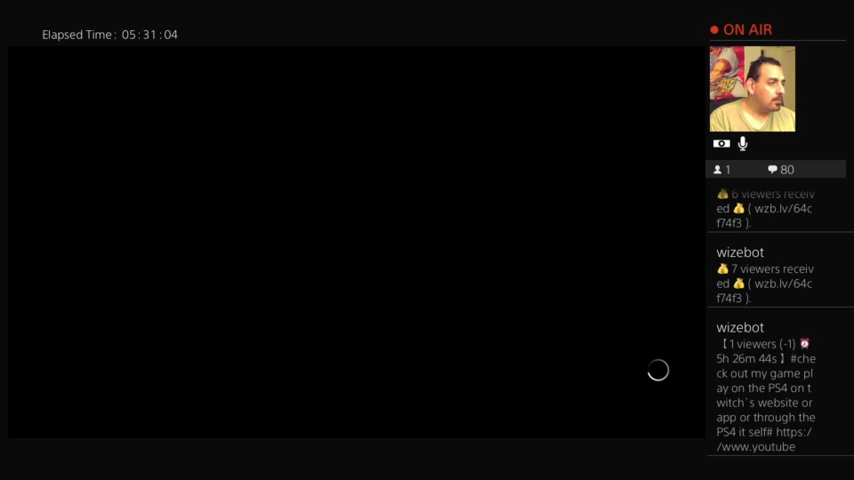 Elapsed Time: 05:31:04
ON AIR
1 80
💰 6 viewers receiv
ed 💰 ( wzb.lv/64c
f74f3 ).
wizebot
💰 7 viewers receiv
ed 💰 ( wzb.lv/64c
f74f3 ).
wizebot
【 1 viewers (-1) ⏰
5h 26m 44s 】 #che
ck out my game pl
ay on the PS4 on t
witch`s website or
app or through the
PS4 it self# https:/
/www.youtube